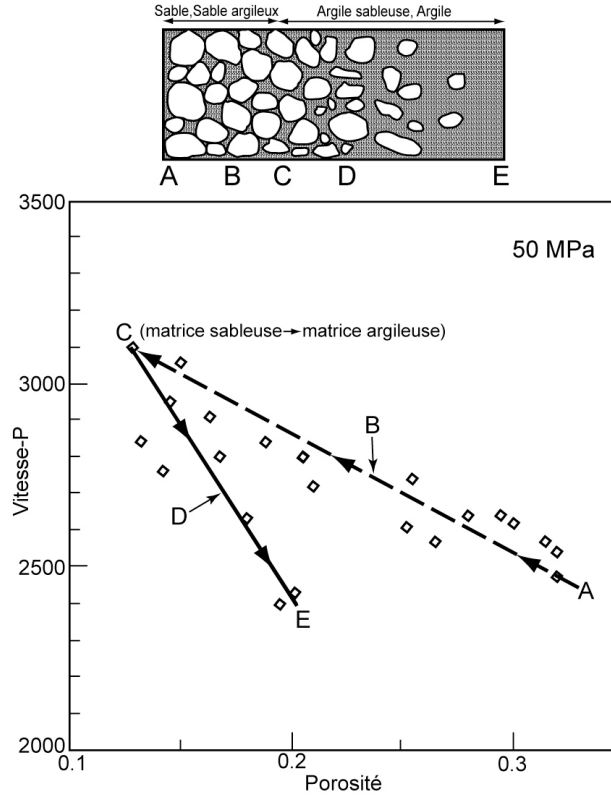 Sable,Sable argileux
Argile sableuse, Argile
A B C D E
3500
50 MPa
C (matrice sableuse→matrice argileuse)
3000
B
Vitesse-P
D
2500
A
E
2000
0.1 0.2 0.3
Porosité